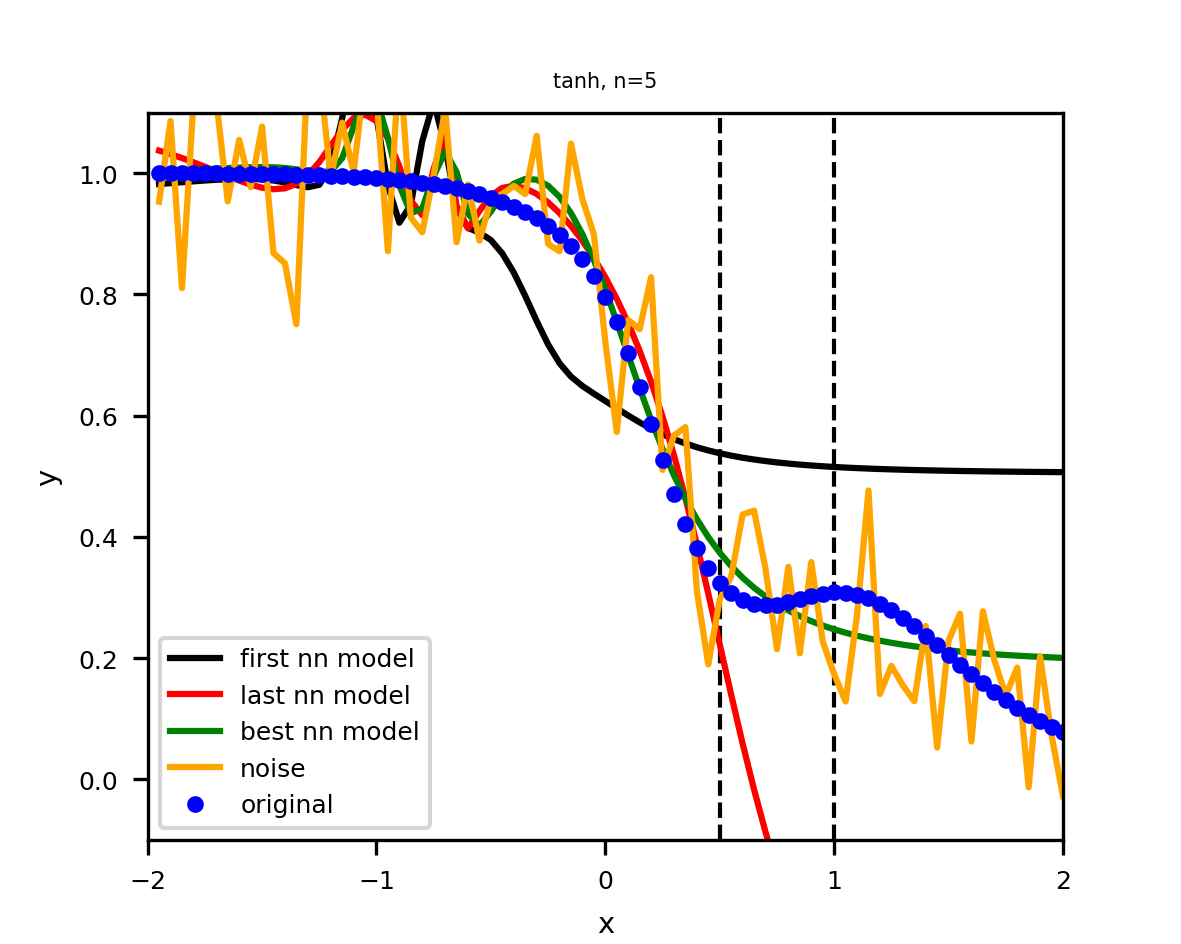 tanh, n=5
y
1.0
0.8
0.6
0.4
0.2
0.0
first nn model
last nn model
best nn model
noise
original
−2
−1
0
1
2
x